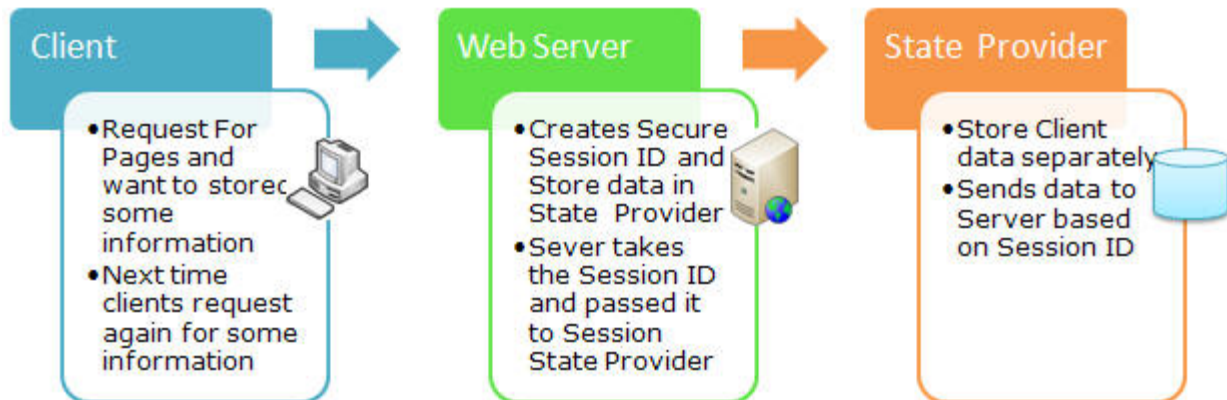 Client
•Request For
Pages and
want to stored
some
information
•Next time
clients request
again for some
information
Web Server
•Creates Secure
Session ID and
Store data in
State Provider
•Sever takes
the Session ID
and passed it
to Session
State Provider
State Provider
•Store Client
data separately
•Sends data to
Server based
on Session ID